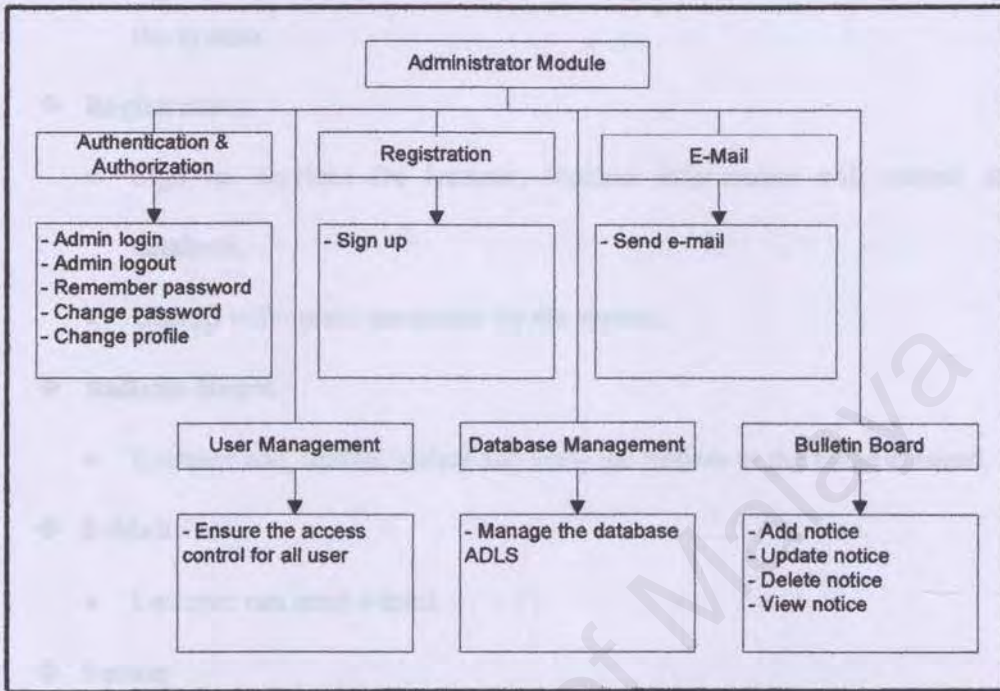 Administrator Module
Authentication &
Authorization
Registration
E-Mail
- Admin login
- Admin logout
- Remember password
- Change password
- Change profile
- Sign up
- Send e-mail
User Management
Database Management
Bulletin Board
- Ensure the access
control for all user
- Manage the database
ADLS
- Add notice
- Update notice
- Delete notice
- View notice
of Malaya